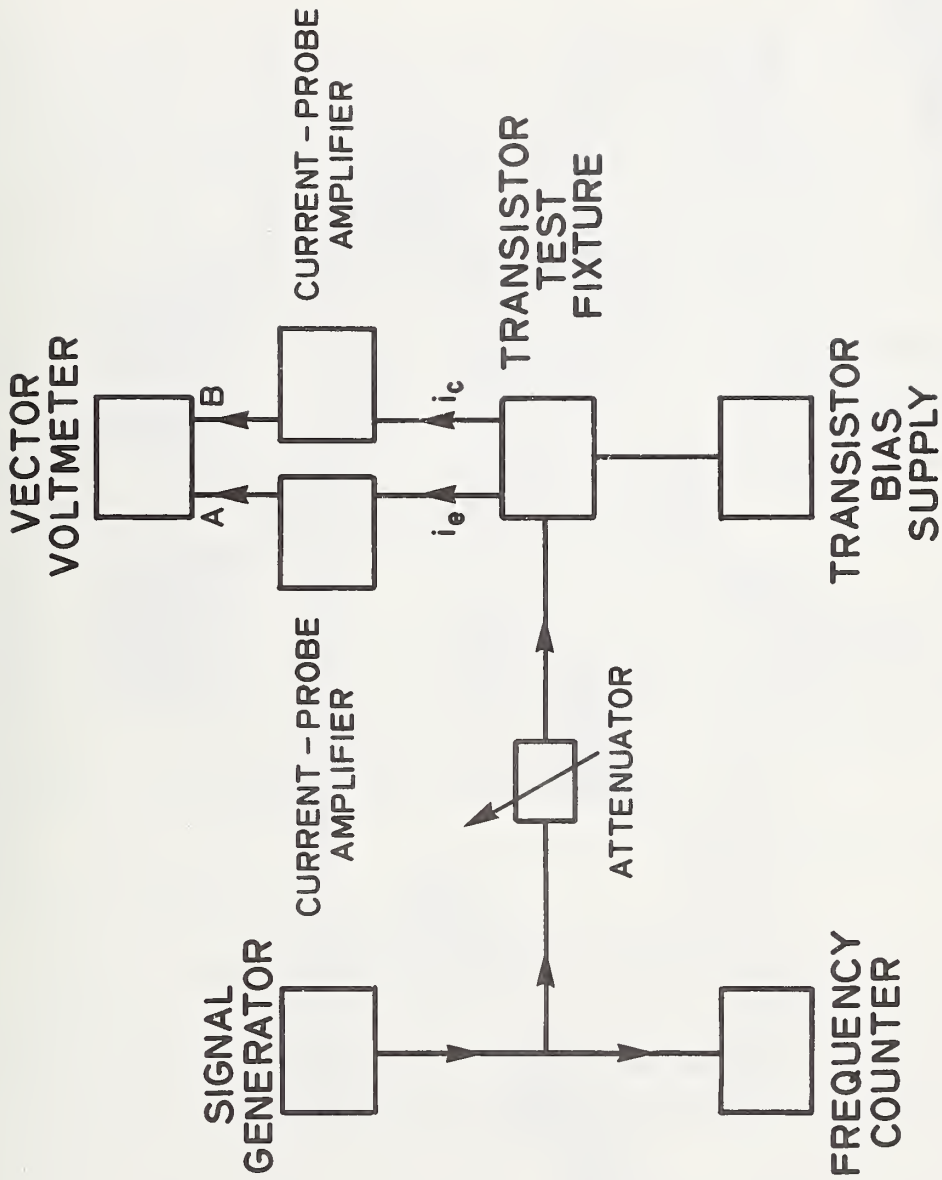 VECTOR
VOLTMETER
A
B
CURRENT-PROBE
AMPLIFIER
CURRENT-PROBE
AMPLIFIER
i_e
i_c
SIGNAL
GENERATOR
TRANSISTOR
TEST
FIXTURE
ATTENUATOR
FREQUENCY
COUNTER
TRANSISTOR
BIAS
SUPPLY